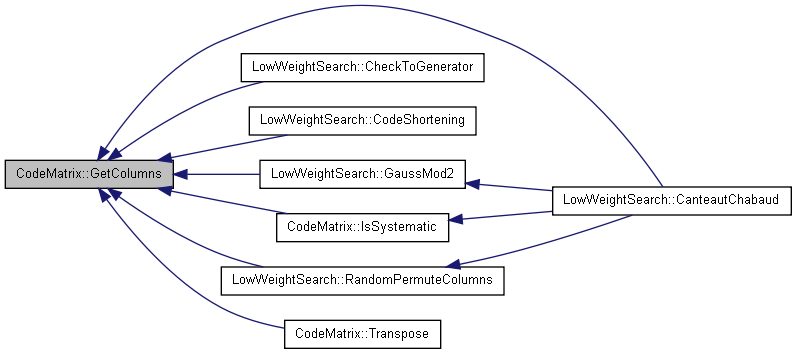 LowWeightSearch::CheckToGenerator
LowWeightSearch::CodeShortening
CodeMatrix::GetColumns
LowWeightSearch::GaussMod2
LowWeightSearch::CanteautChabaud
CodeMatrix::IsSystematic
LowWeightSearch::RandomPermuteColumns
CodeMatrix::Transpose